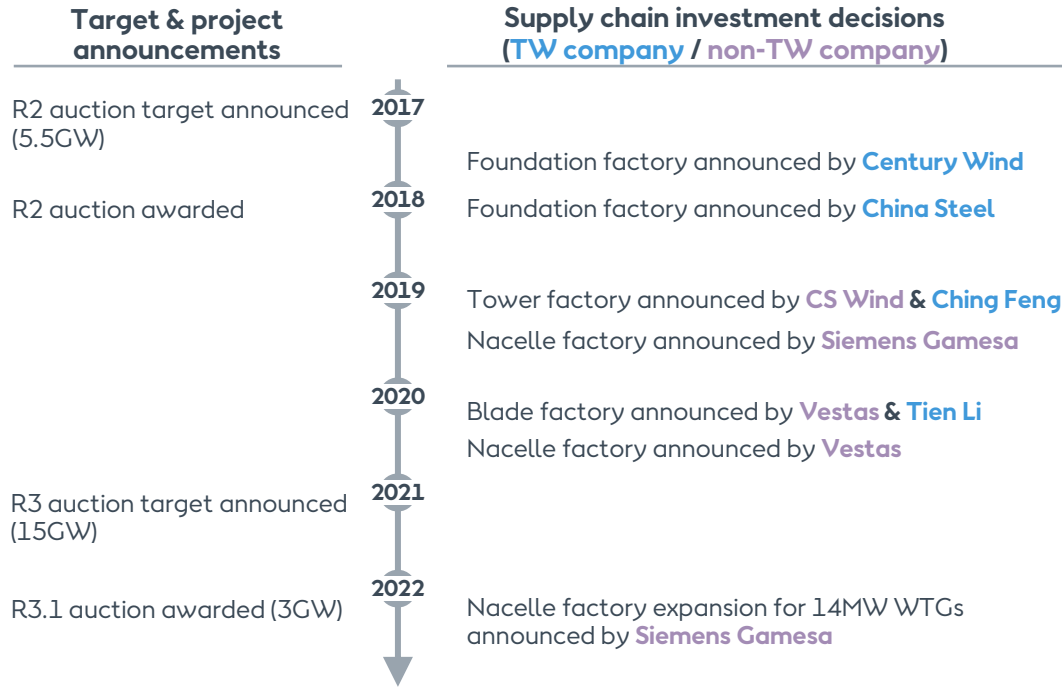 Target & project
announcements
Supply chain investment decisions
(TW company / non-TW company)
2017
R2 auction target announced
(5.5GW)
Foundation factory announced by Century Wind
2018
R2 auction awarded
Foundation factory announced by China Steel
2019
Tower factory announced by CS Wind & Ching Feng
Nacelle factory announced by Siemens Gamesa
2020
Blade factory announced by Vestas & Tien Li
Nacelle factory announced by Vestas
2021
R3 auction target announced
(15GW)
2022
R3.1 auction awarded (3GW)
Nacelle factory expansion for 14MW WTGs
announced by Siemens Gamesa